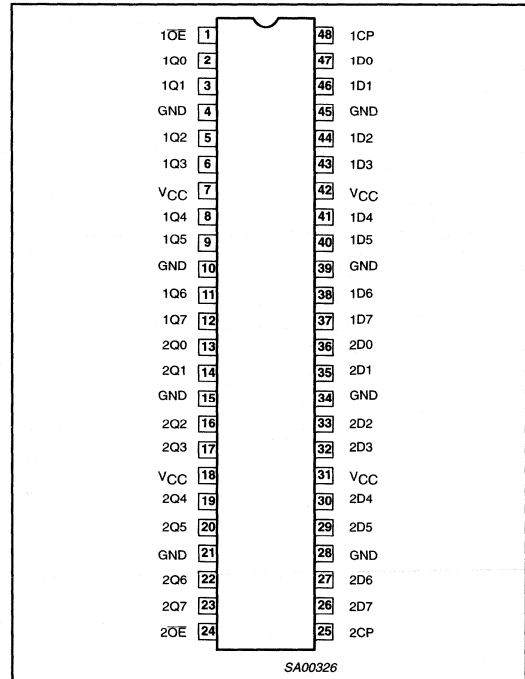 1O̅E̅ 1 48 1CP
1Q0 2 47 1D0
1Q1 3 46 1D1
GND 4 45 GND
1Q2 5 44 1D2
1Q3 6 43 1D3
VCC 7 42 VCC
1Q4 8 41 1D4
1Q5 9 40 1D5
GND 10 39 GND
1Q6 11 38 1D6
1Q7 12 37 1D7
2Q0 13 36 2D0
2Q1 14 35 2D1
GND 15 34 GND
2Q2 16 33 2D2
2Q3 17 32 2D3
VCC 18 31 VCC
2Q4 19 30 2D4
2Q5 20 29 2D5
GND 21 28 GND
2Q6 22 27 2D6
2Q7 23 26 2D7
2O̅E̅ 24 25 2CP
SA00326